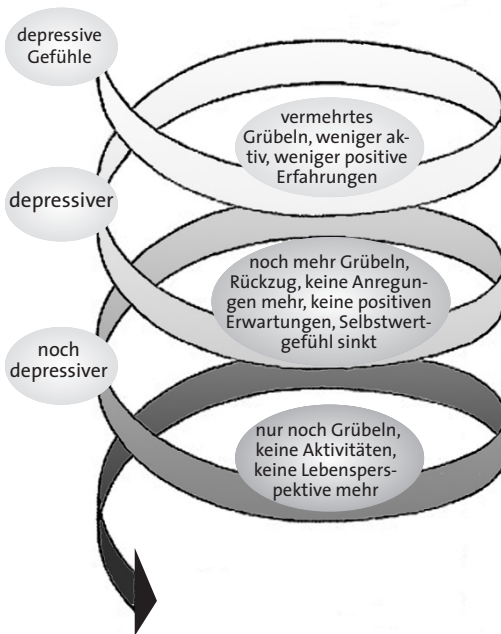 depressive
Gefühle
vermehrtes
Grübeln, weniger ak-
tiv, weniger positive
Erfahrungen
depressiver
noch mehr Grübeln,
Rückzug, keine Anregun-
gen mehr, keine positiven
Erwartungen, Selbstwert-
gefühl sinkt
noch
depressiver
nur noch Grübeln,
keine Aktivitäten,
keine Lebenspers-
pektive mehr